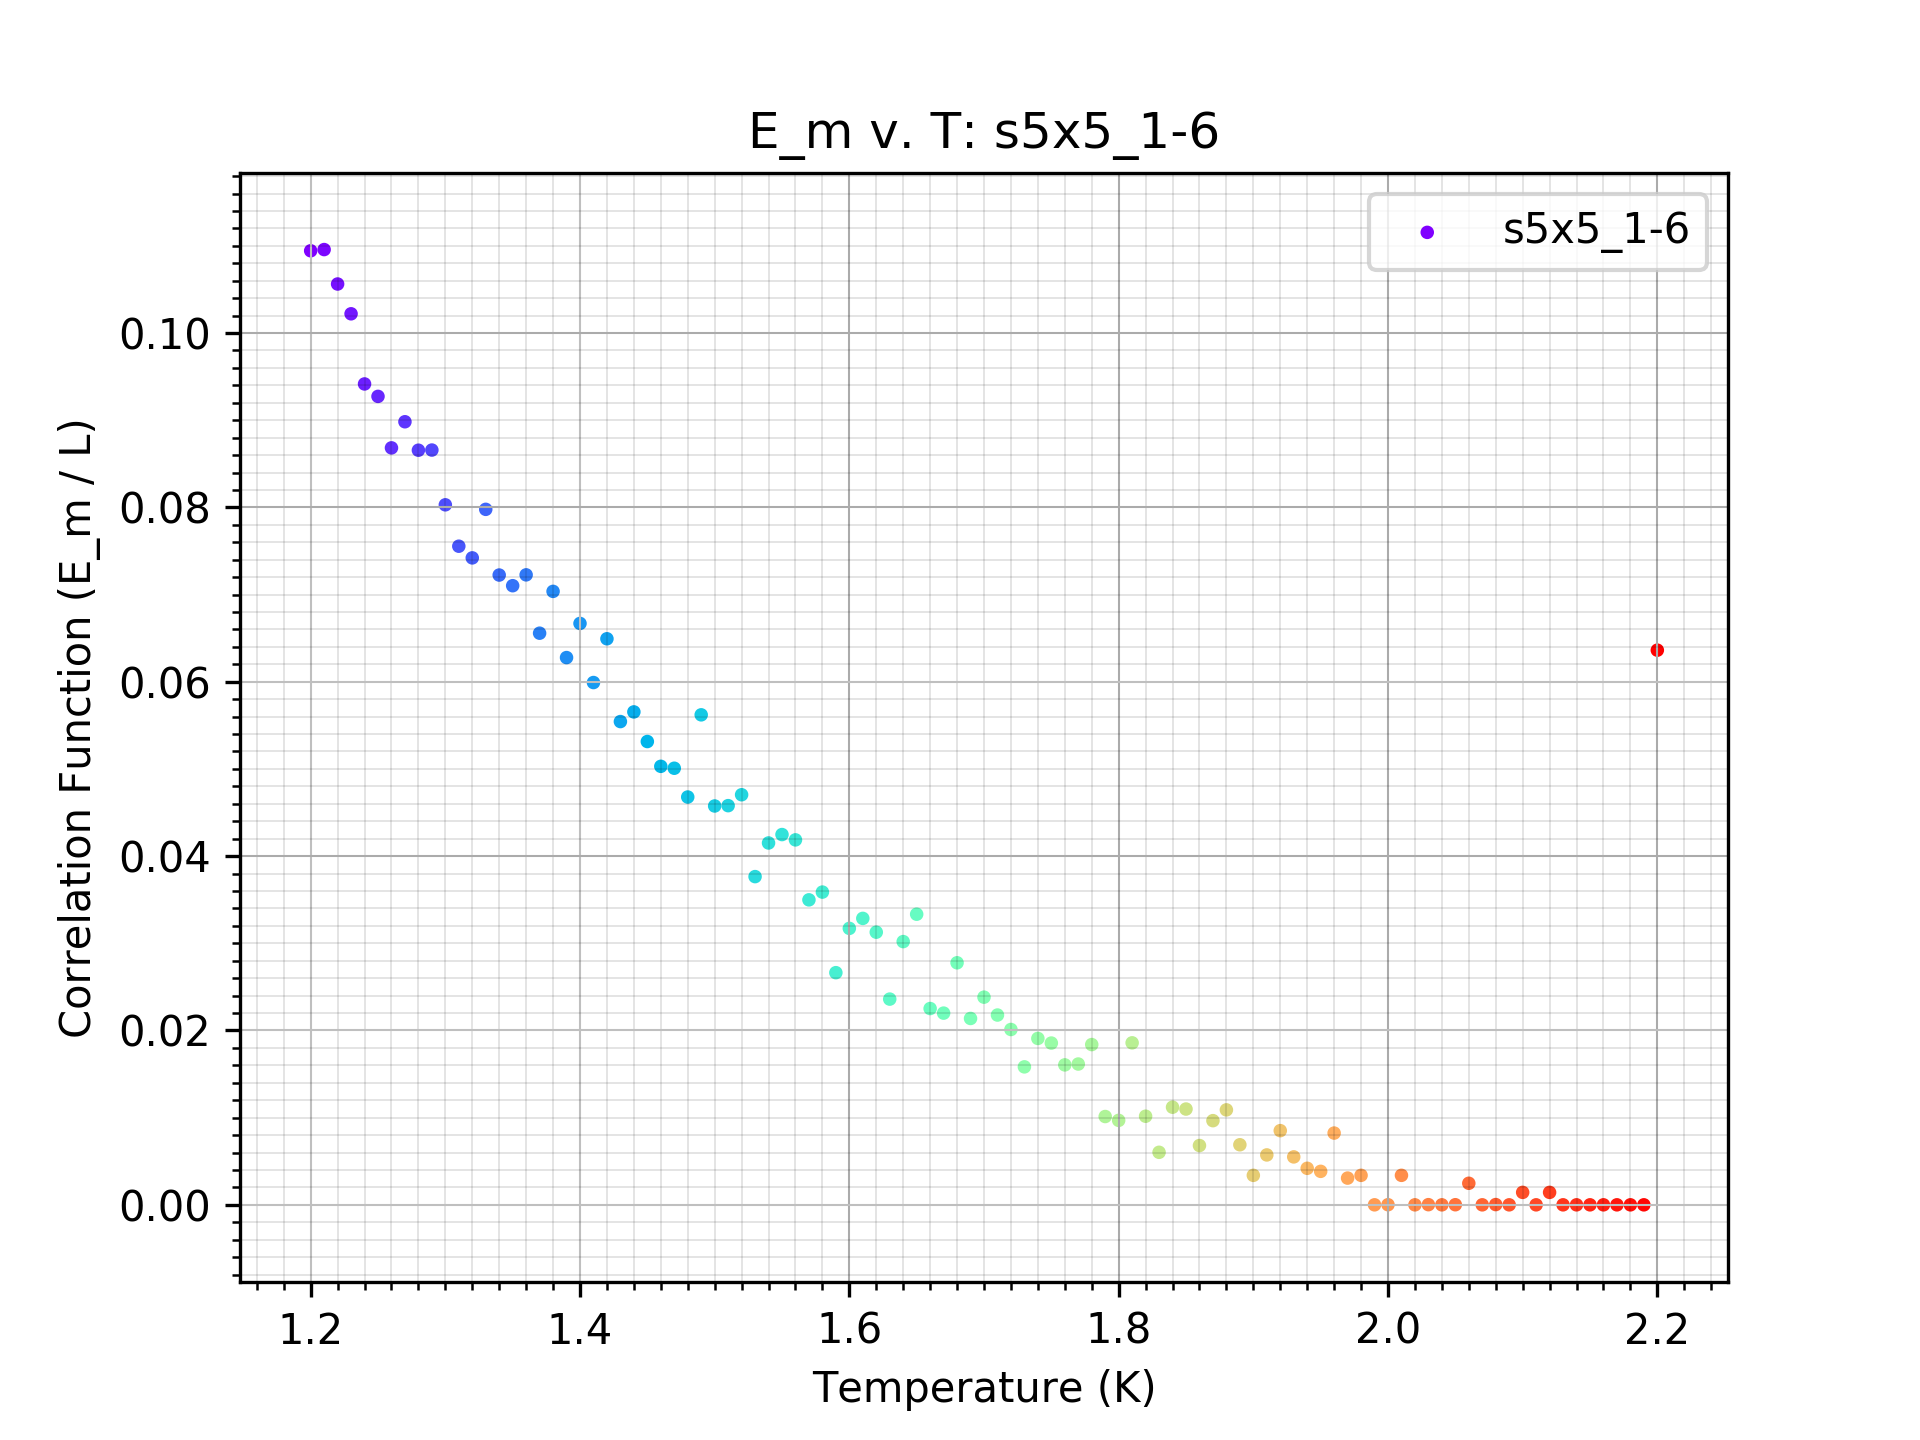 E_m v. T: s5x5_1-6
s5x5_1-6
Correlation Function (E_m / L)
0.10
0.08
0.06
0.04
0.02
0.00
1.2 1.4 1.6 1.8 2.0 2.2
Temperature (K)